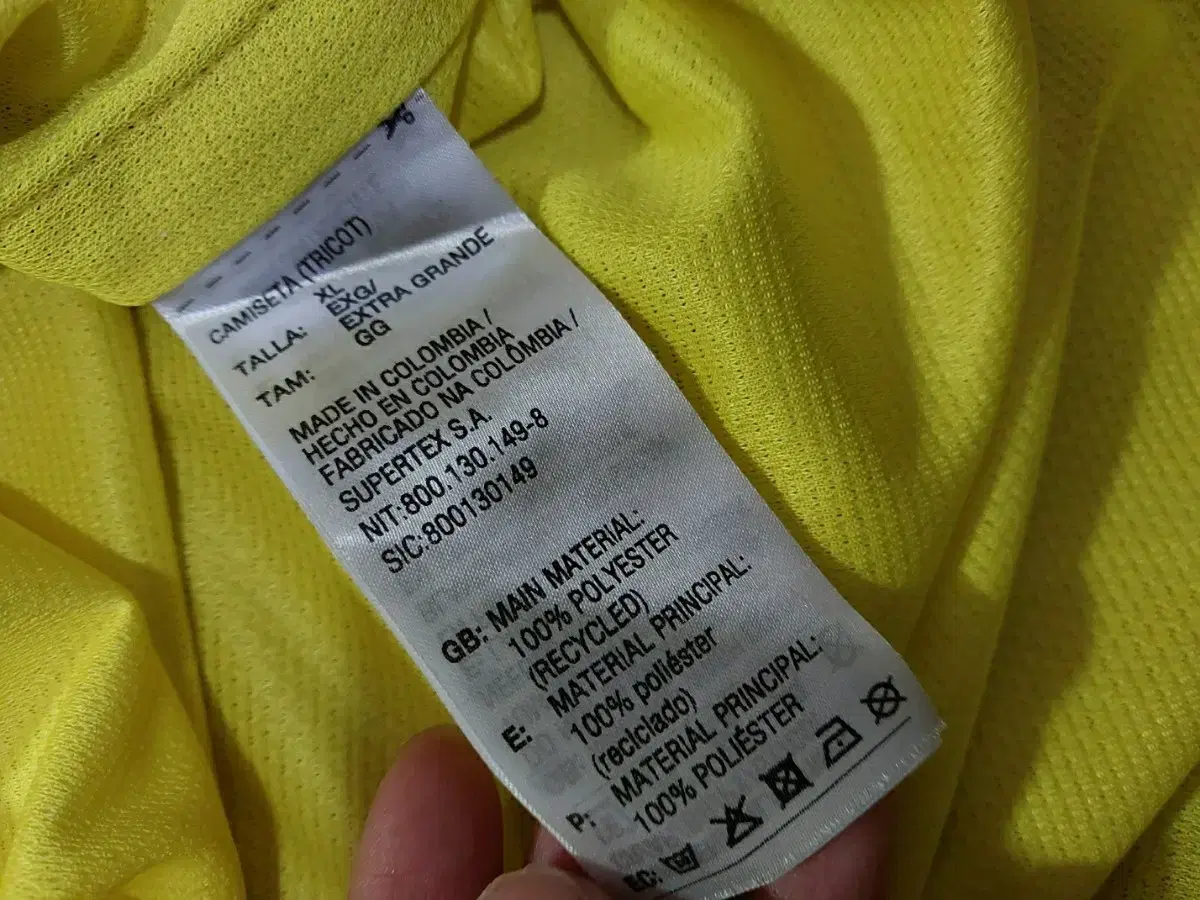 CAMISETA (TRICOT)
TALLA: XL
EXG/
EXTRA GRANDE
TAM: GG
MADE IN COLOMBIA /
HECHO EN COLOMBIA
FABRICADO NA COLÔMBIA /
SUPERTEX S.A.
NIT:800.130.149-8
SIC:800130149
GB: MAIN MATERIAL:
100% POLYESTER
(RECYCLED)
E: MATERIAL PRINCIPAL:
100% poliéster
(reciclado)
P: MATERIAL PRINCIPAL:
100% POLIÉSTER
EC: